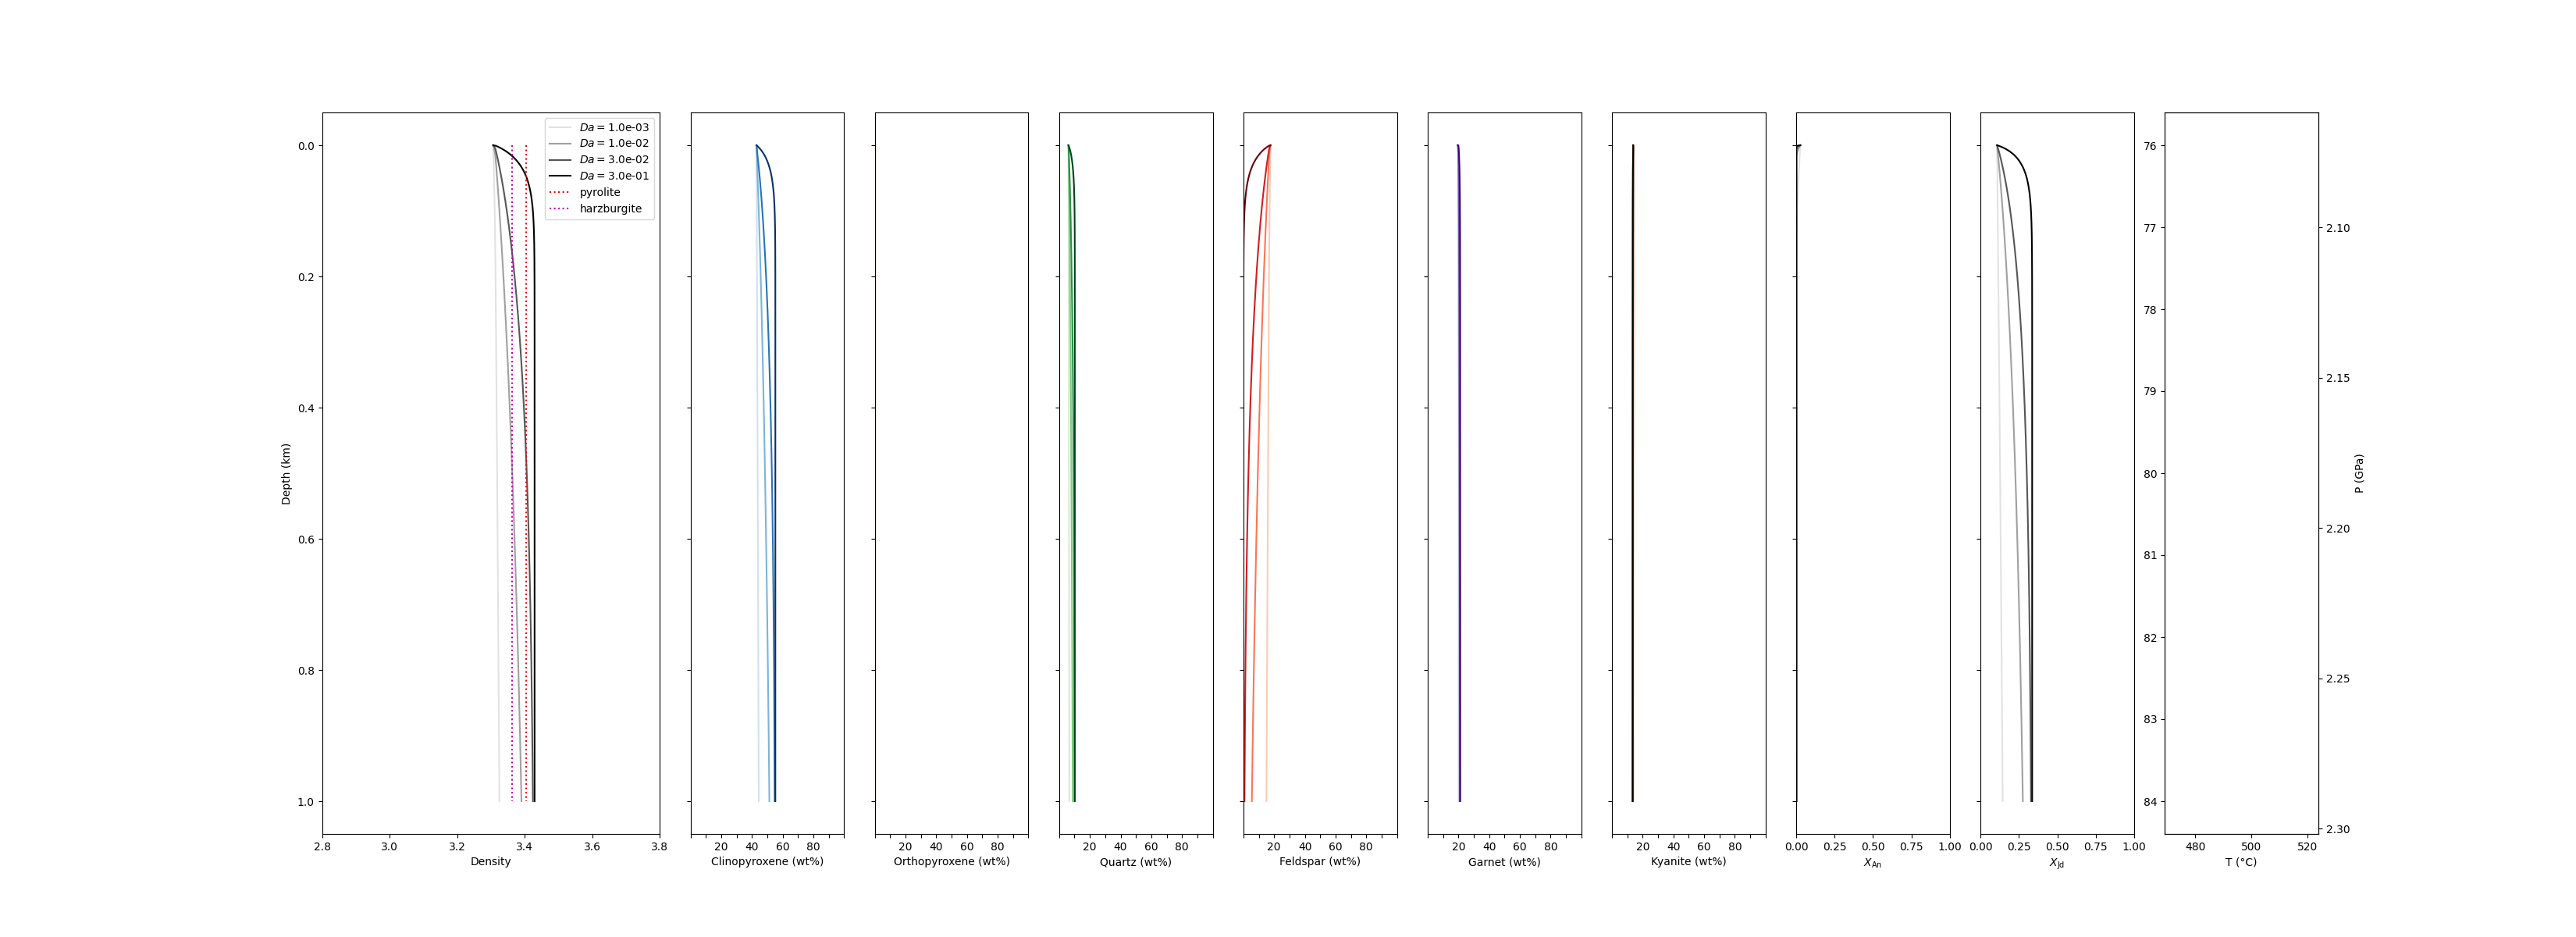 Da = 1.0e-03
Da = 1.0e-02
Da = 3.0e-02
Da = 3.0e-01
pyrolite
harzburgite
0.0
0.2
0.4
0.6
0.8
1.0
Depth (km)
2.8 3.0 3.2 3.4 3.6 3.8
Density
20 40 60 80
Clinopyroxene (wt%)
20 40 60 80
Orthopyroxene (wt%)
20 40 60 80
Quartz (wt%)
20 40 60 80
Feldspar (wt%)
20 40 60 80
Garnet (wt%)
20 40 60 80
Kyanite (wt%)
0.00 0.25 0.50 0.75 1.00
XAn
0.00 0.25 0.50 0.75 1.00
XJd
76
77
78
79
80
81
82
83
84
480 500 520
T (°C)
2.10
2.15
2.20
2.25
2.30
P (GPa)